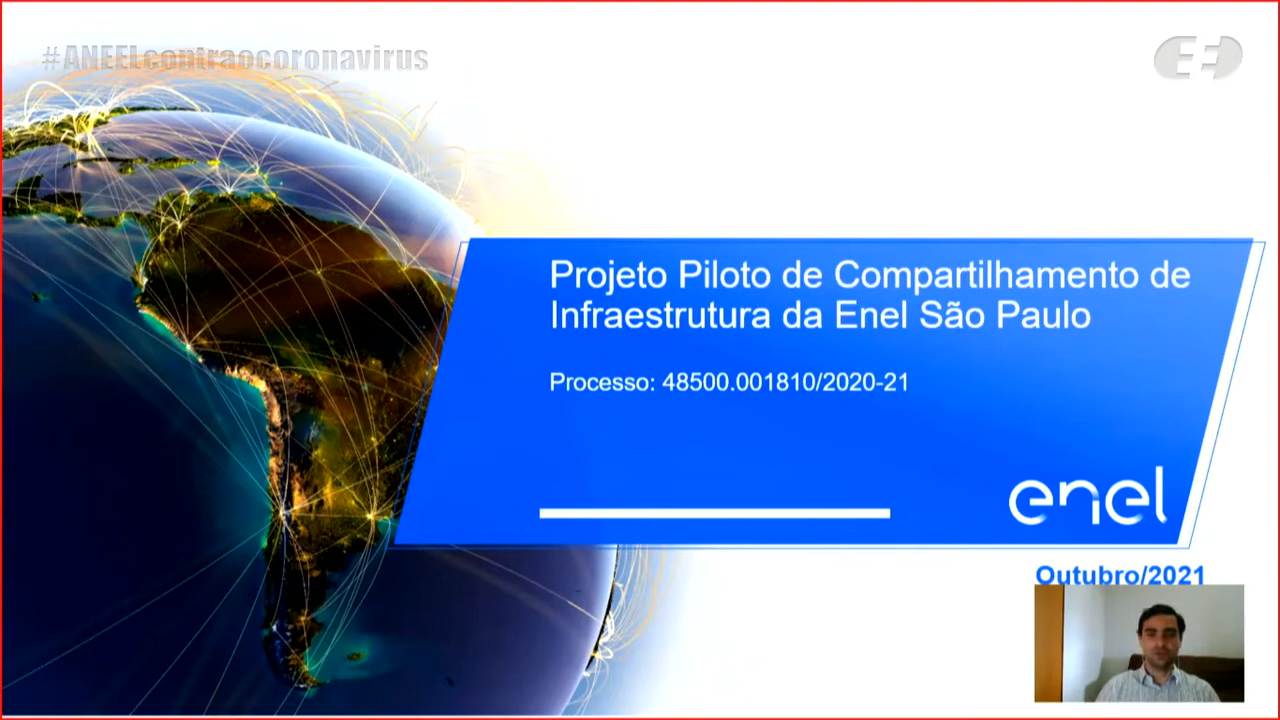 #ANEELcontraocoronavirus
Projeto Piloto de Compartilhamento de
Infraestrutura da Enel São Paulo
Processo: 48500.001810/2020-21
enel
Outubro/2021